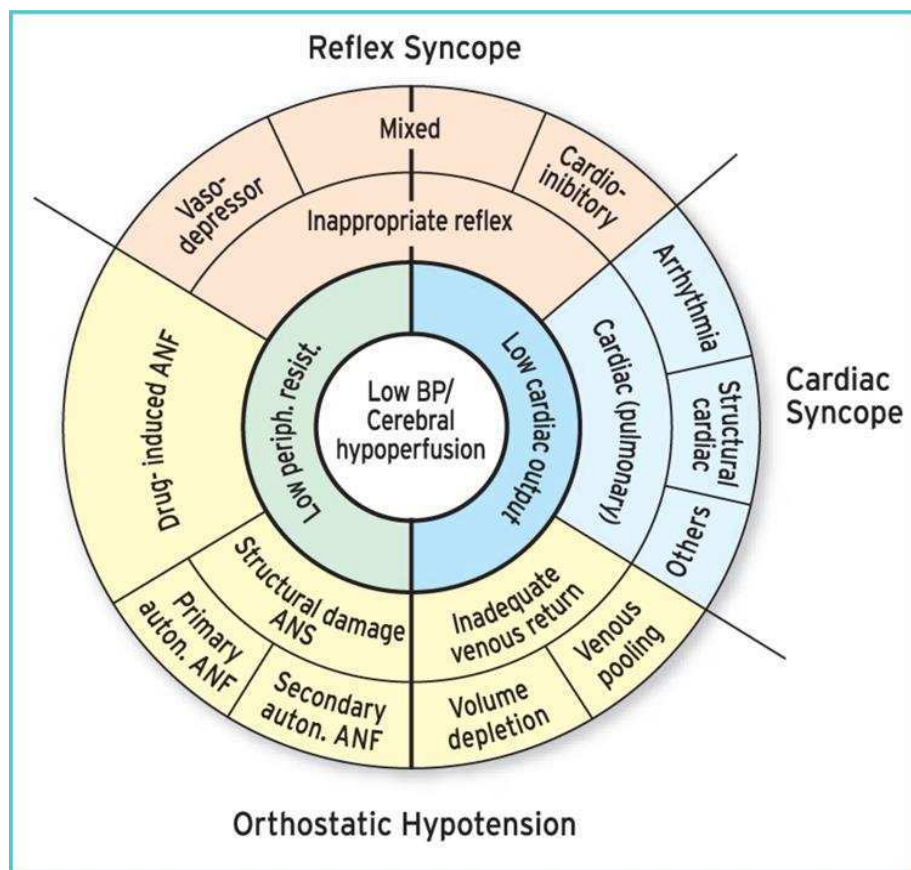 Reflex Syncope
Mixed
Vaso-
depressor
Cardio-
inibitory
Inappropriate reflex
Arrhythmia
Structural
cardiac
Others
Cardiac (pulmonary)
Cardiac
Syncope
Low periph. resist.
Low BP/
Cerebral
hypoperfusion
Low cardiac output
Drug- induced ANF
Structural damage
ANS
Primary
auton. ANF
Secondary
auton. ANF
Inadequate
venous return
Volume
depletion
Venous
pooling
Orthostatic Hypotension